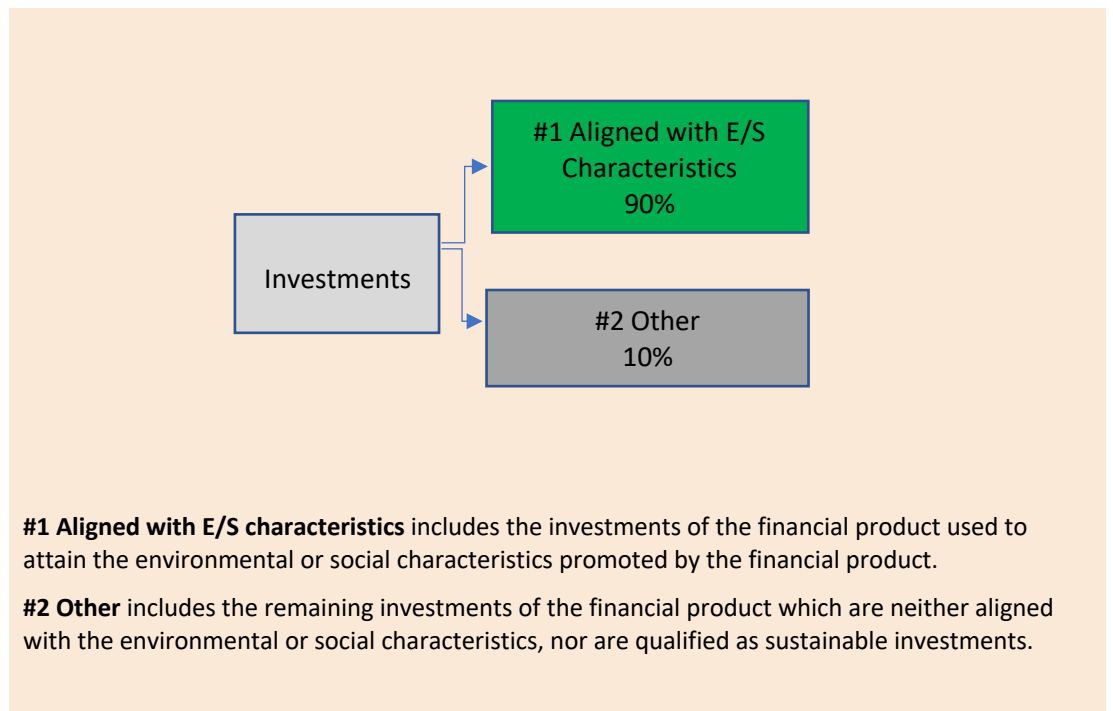 #1 Aligned with E/S
Characteristics
90%
Investments
#2 Other
10%
#1 Aligned with E/S characteristics includes the investments of the financial product used to
attain the environmental or social characteristics promoted by the financial product.
#2 Other includes the remaining investments of the financial product which are neither aligned
with the environmental or social characteristics, nor are qualified as sustainable investments.